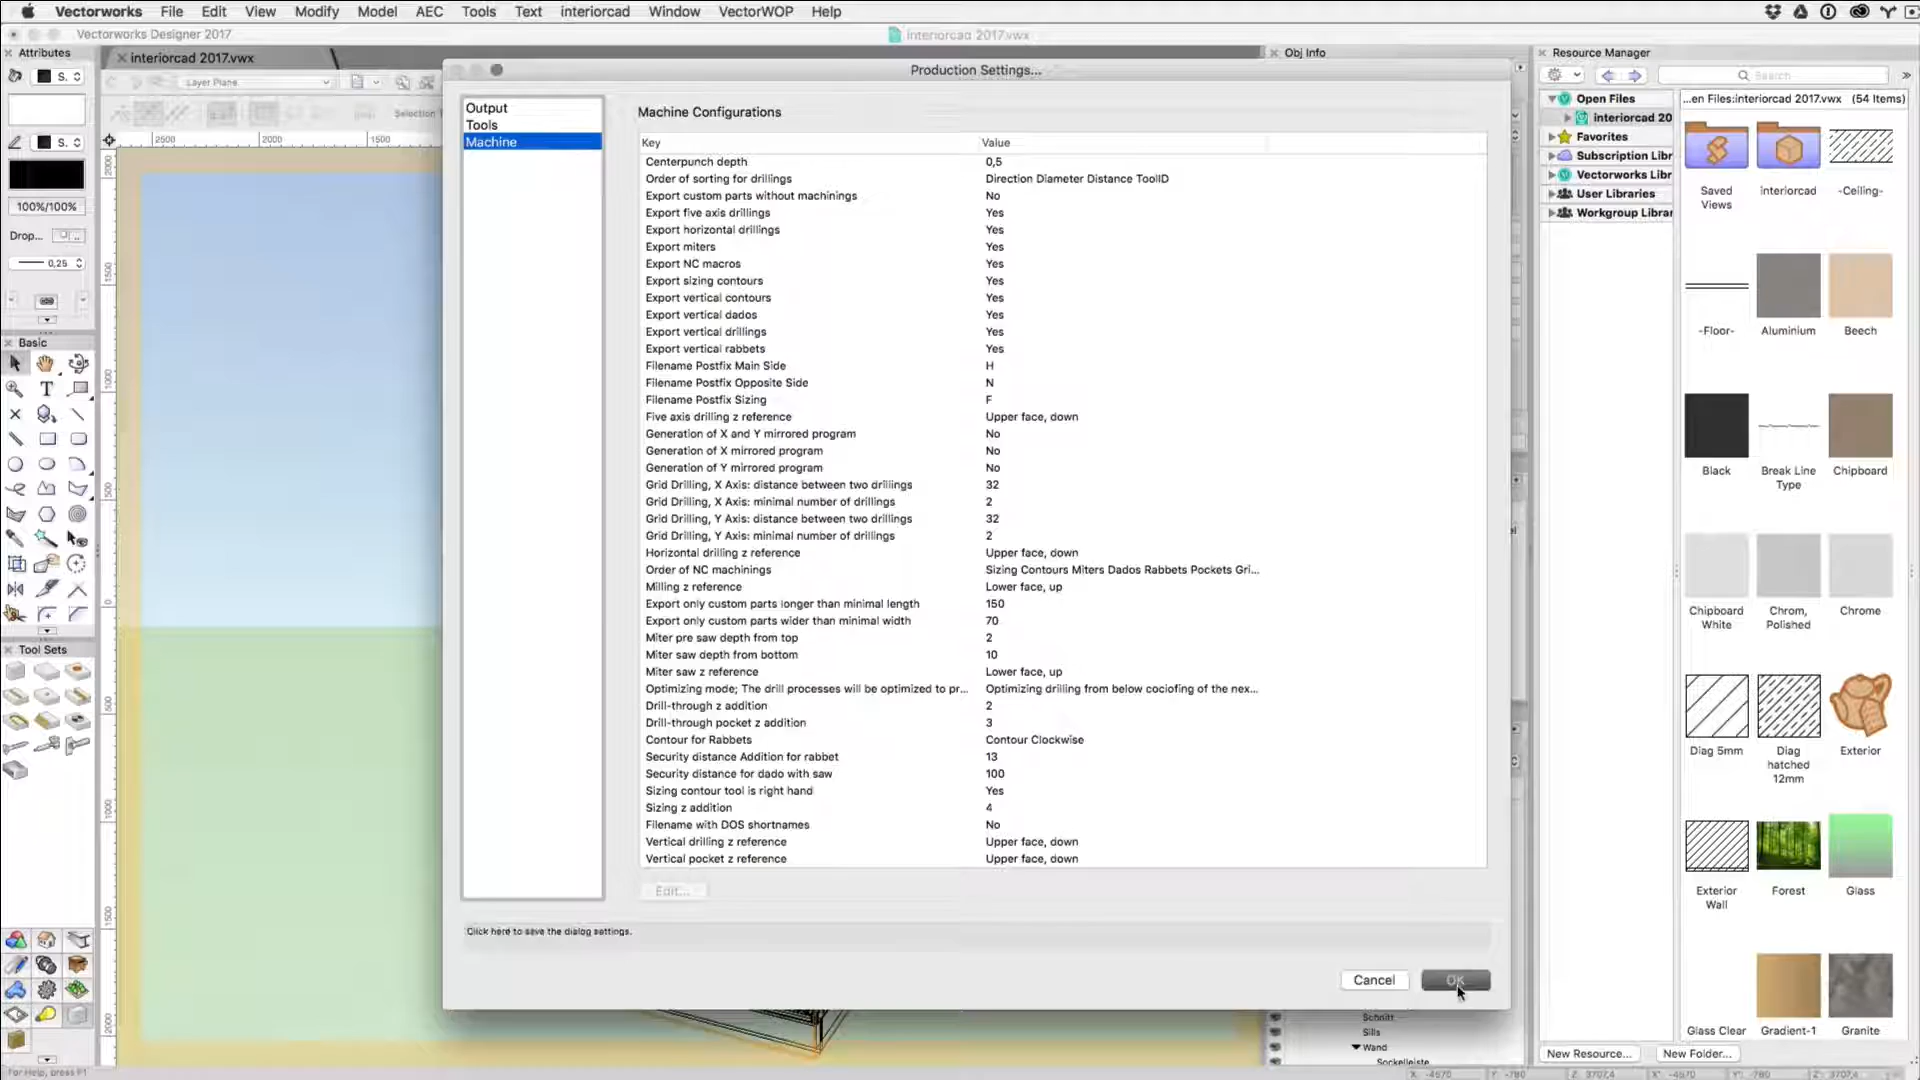 Vectorworks File Edit View Modify Model AEC Tools Text interiorcad Window VectorWOP Help
Vectorworks Designer 2017
interiorcad 2017.vwx
Attributes
interiorcad 2017.vwx
Obj Info
Resource Manager
S.
Layer Plane
Production Settings...
Search
Selection
2500
2000
1500
S.
100%/100%
Drop...
0,25
Basic
Tool Sets
Output
Tools
Machine
Machine Configurations
Key Value
Centerpunch depth 0,5
Order of sorting for drillings Direction Diameter Distance ToolID
Export custom parts without machinings No
Export five axis drillings Yes
Export horizontal drillings Yes
Export miters Yes
Export NC macros Yes
Export sizing contours Yes
Export vertical contours Yes
Export vertical dados Yes
Export vertical drillings Yes
Export vertical rabbets Yes
Filename Postfix Main Side H
Filename Postfix Opposite Side N
Filename Postfix Sizing F
Five axis drilling z reference Upper face, down
Generation of X and Y mirrored program No
Generation of X mirrored program No
Generation of Y mirrored program No
Grid Drilling, X Axis: distance between two drillings 32
Grid Drilling, X Axis: minimal number of drillings 2
Grid Drilling, Y Axis: distance between two drillings 32
Grid Drilling, Y Axis: minimal number of drillings 2
Horizontal drilling z reference Upper face, down
Order of NC machinings Sizing Contours Miters Dados Rabbets Pockets Gri...
Milling z reference Lower face, up
Export only custom parts longer than minimal length 150
Export only custom parts wider than minimal width 70
Miter pre saw depth from top 2
Miter saw depth from bottom 10
Miter saw z reference Lower face, up
Optimizing mode; The drill processes will be optimized to pr... Optimizing drilling from below cociofing of the nex...
Drill-through z addition 2
Drill-through pocket z addition 3
Contour for Rabbets Contour Clockwise
Security distance Addition for rabbet 13
Security distance for dado with saw 100
Sizing contour tool is right hand Yes
Sizing z addition 4
Filename with DOS shortnames No
Vertical drilling z reference Upper face, down
Vertical pocket z reference Upper face, down
Edit...
Click here to save the dialog settings.
Cancel OK
Schnitt
Sills
Wand
Sockelleiste
Open Files
interiorcad 20
Favorites
Subscription Libr
Vectorworks Libr
User Libraries
Workgroup Librar
...en Files:interiorcad 2017.vwx (54 Items)
Saved Views
interiorcad
-Ceiling-
-Floor-
Aluminium
Beech
Black
Break Line Type
Chipboard
Chipboard White
Chrom, Polished
Chrome
Diag 5mm
Diag hatched 12mm
Exterior
Exterior Wall
Forest
Glass
Glass Clear
Gradient-1
Granite
New Resource...
New Folder...
For Help, press F1
X: -4570 Y: -780 Z: 3707,4 X': -4570 Y': -780 Z': 3707,4